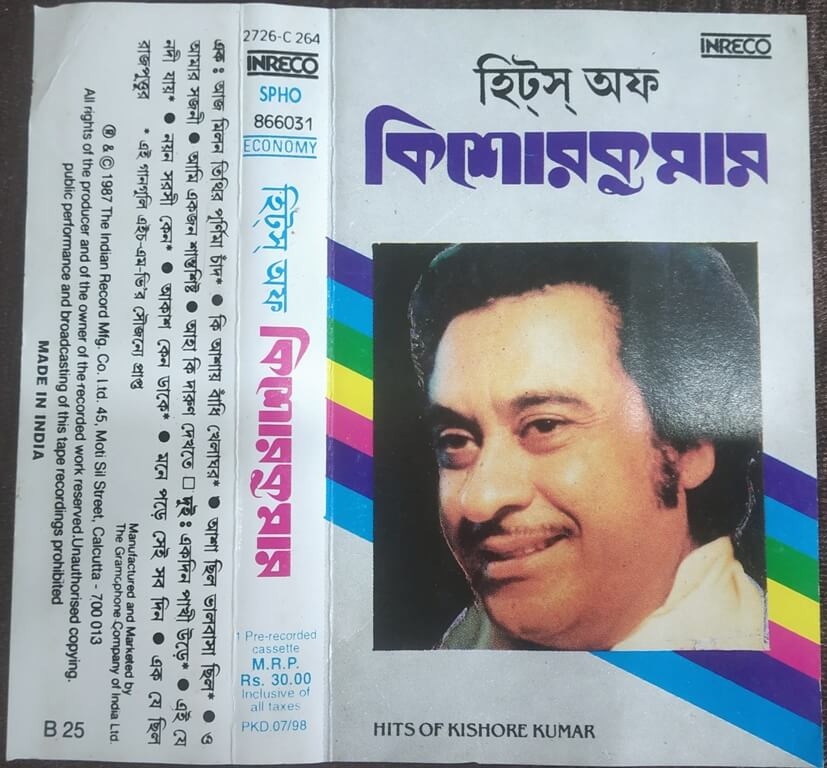 এক : আজ মিলন তিথির পূর্ণিমা চাঁদ* ● কি আশায় বাঁধি খেলাঘর* ● আশা ছিল ভালবাসা ছিল* ● ও
আমার সজনী ● আমি একজন শান্তশিষ্ট ● আহা কি দারুণ দেখতে □ দুই : একদিন পাখী উড়ে* ● এই যে
নদী যায়* ● নয়ন সরসী কেন* ● আকাশ কেন ডাকে* ● মনে পড়ে সেই সব দিন ● এক যে ছিল
রাজপুত্তুর * এই গানগুলি এইচ-এম-ভি'র সৌজন্যে প্রাপ্ত
Manufactured and Marketed by
The Gramophone Company of India Ltd.
℗ & © 1987 The Indian Record Mfg. Co. Ltd. 45, Moti Sil Street, Calcutta - 700 013
All rights of the producer and of the owner of the recorded work reserved. Unauthorised copying,
public performance and broadcasting of this tape recordings prohibited
MADE IN INDIA
B 25
2726-C 264
INRECO
SPHO
866031
ECONOMY
হিট্‌স্ অফ কিশোরকুমার
1 Pre-recorded
cassette
M.R.P.
Rs. 30.00
Inclusive of
all taxes
PKD.07/98
INRECO
হিট্‌স্ অফ
কিশোরকুমার
HITS OF KISHORE KUMAR